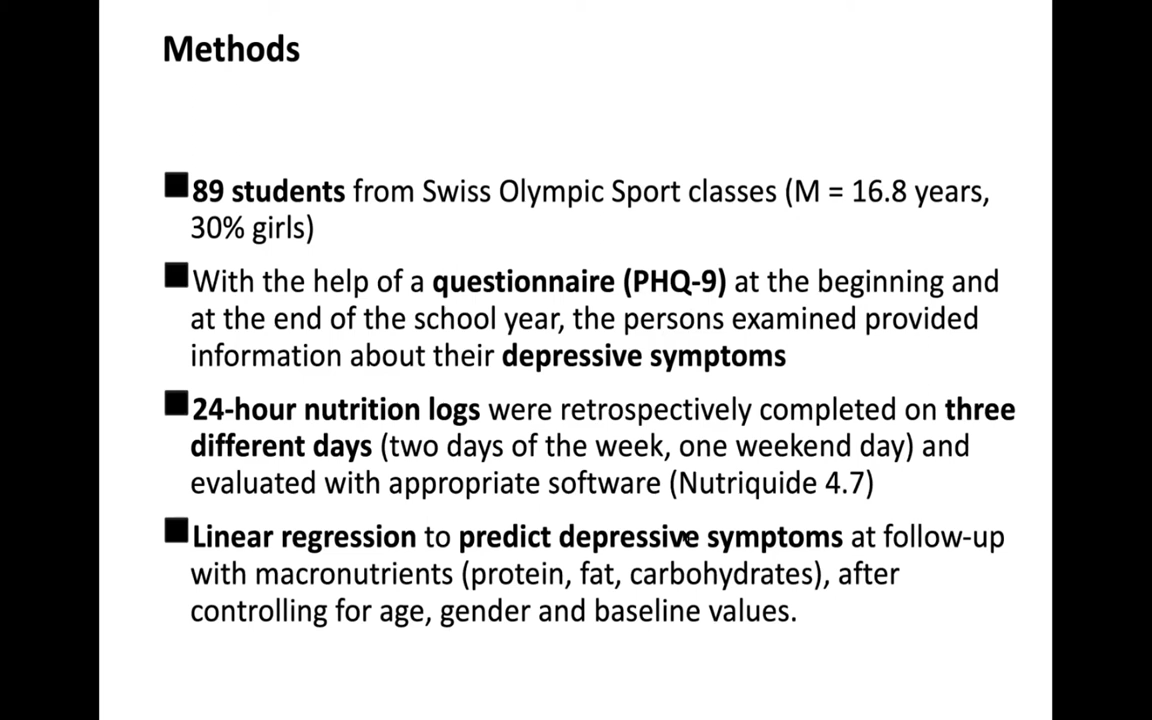 Methods
89 students from Swiss Olympic Sport classes (M = 16.8 years,
30% girls)
With the help of a questionnaire (PHQ-9) at the beginning and
at the end of the school year, the persons examined provided
information about their depressive symptoms
24-hour nutrition logs were retrospectively completed on three
different days (two days of the week, one weekend day) and
evaluated with appropriate software (Nutriquide 4.7)
Linear regression to predict depressive symptoms at follow-up
with macronutrients (protein, fat, carbohydrates), after
controlling for age, gender and baseline values.